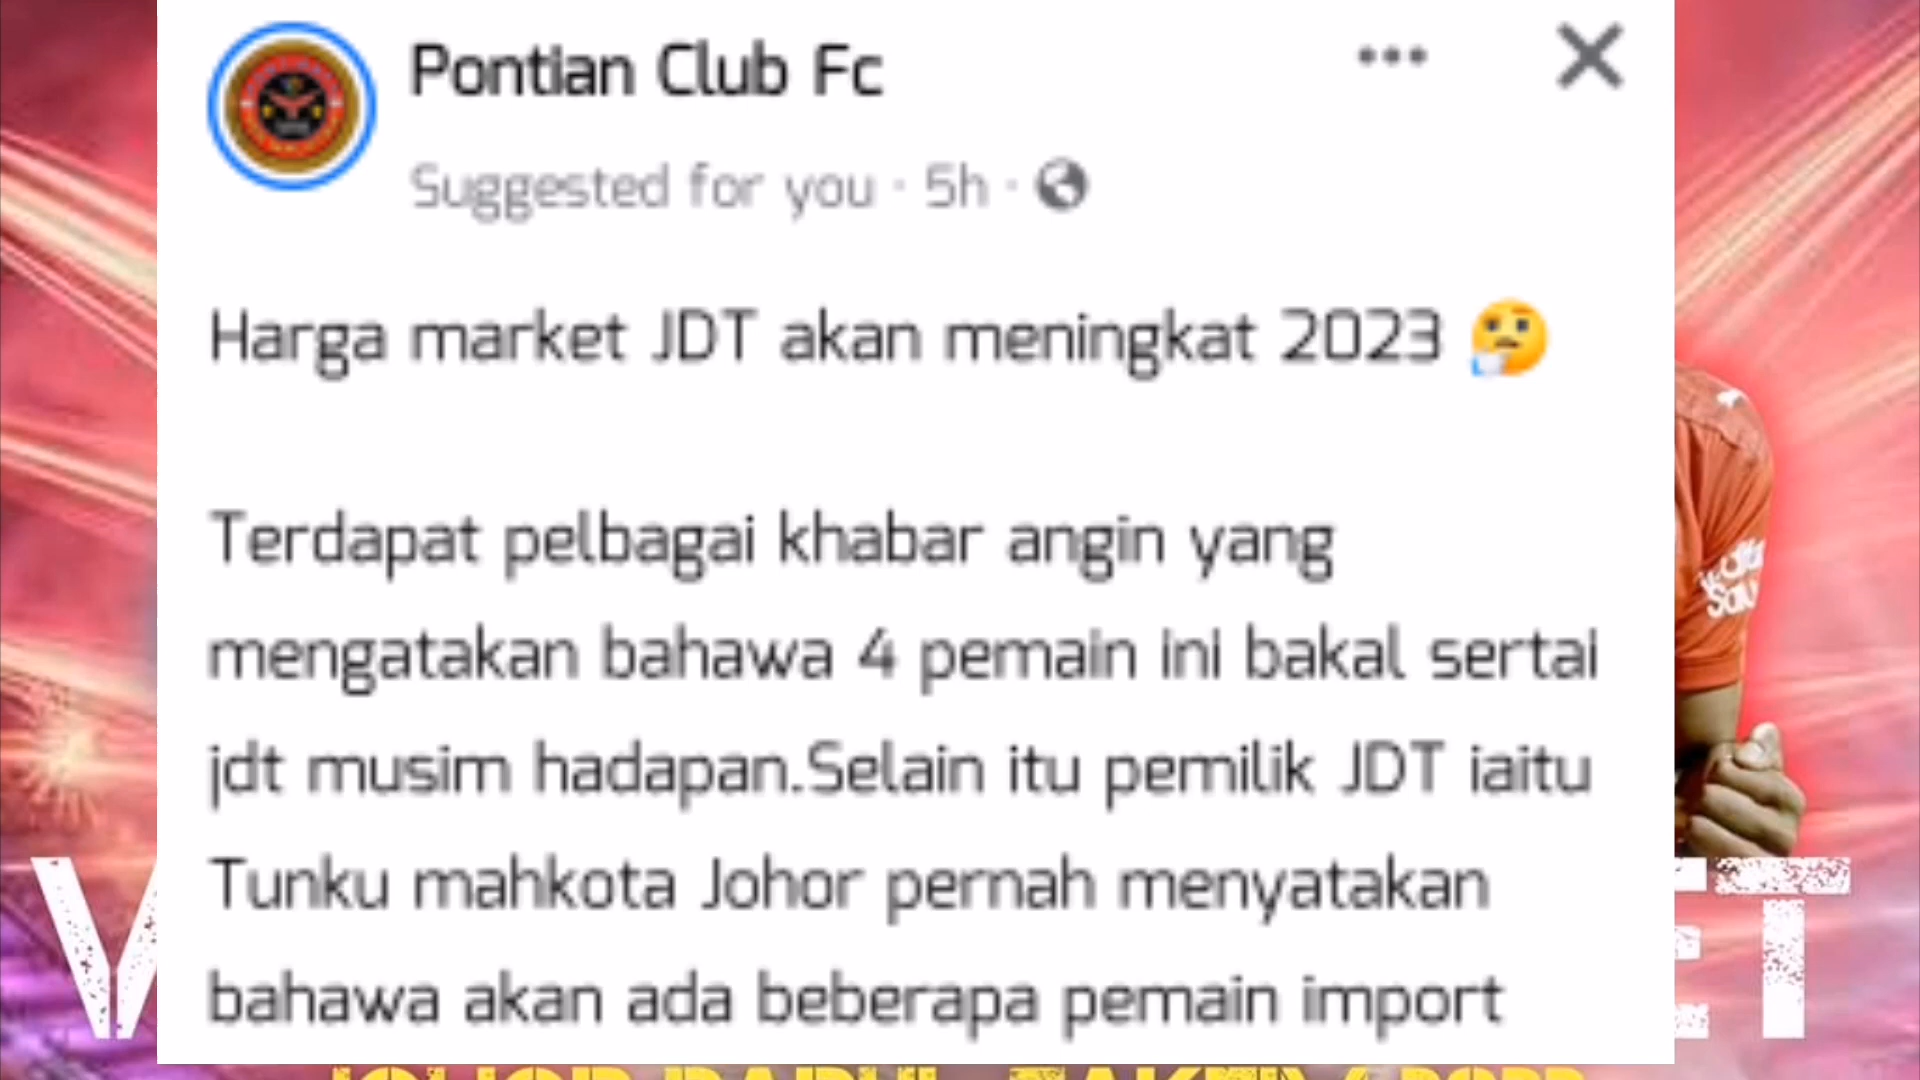 Pontian Club Fc
Suggested for you · 5h ·
Harga market JDT akan meningkat 2023 🤔
Terdapat pelbagai khabar angin yang
mengatakan bahawa 4 pemain ini bakal sertai
jdt musim hadapan.Selain itu pemilik JDT iaitu
Tunku mahkota Johor pernah menyatakan
bahawa akan ada beberapa pemain import